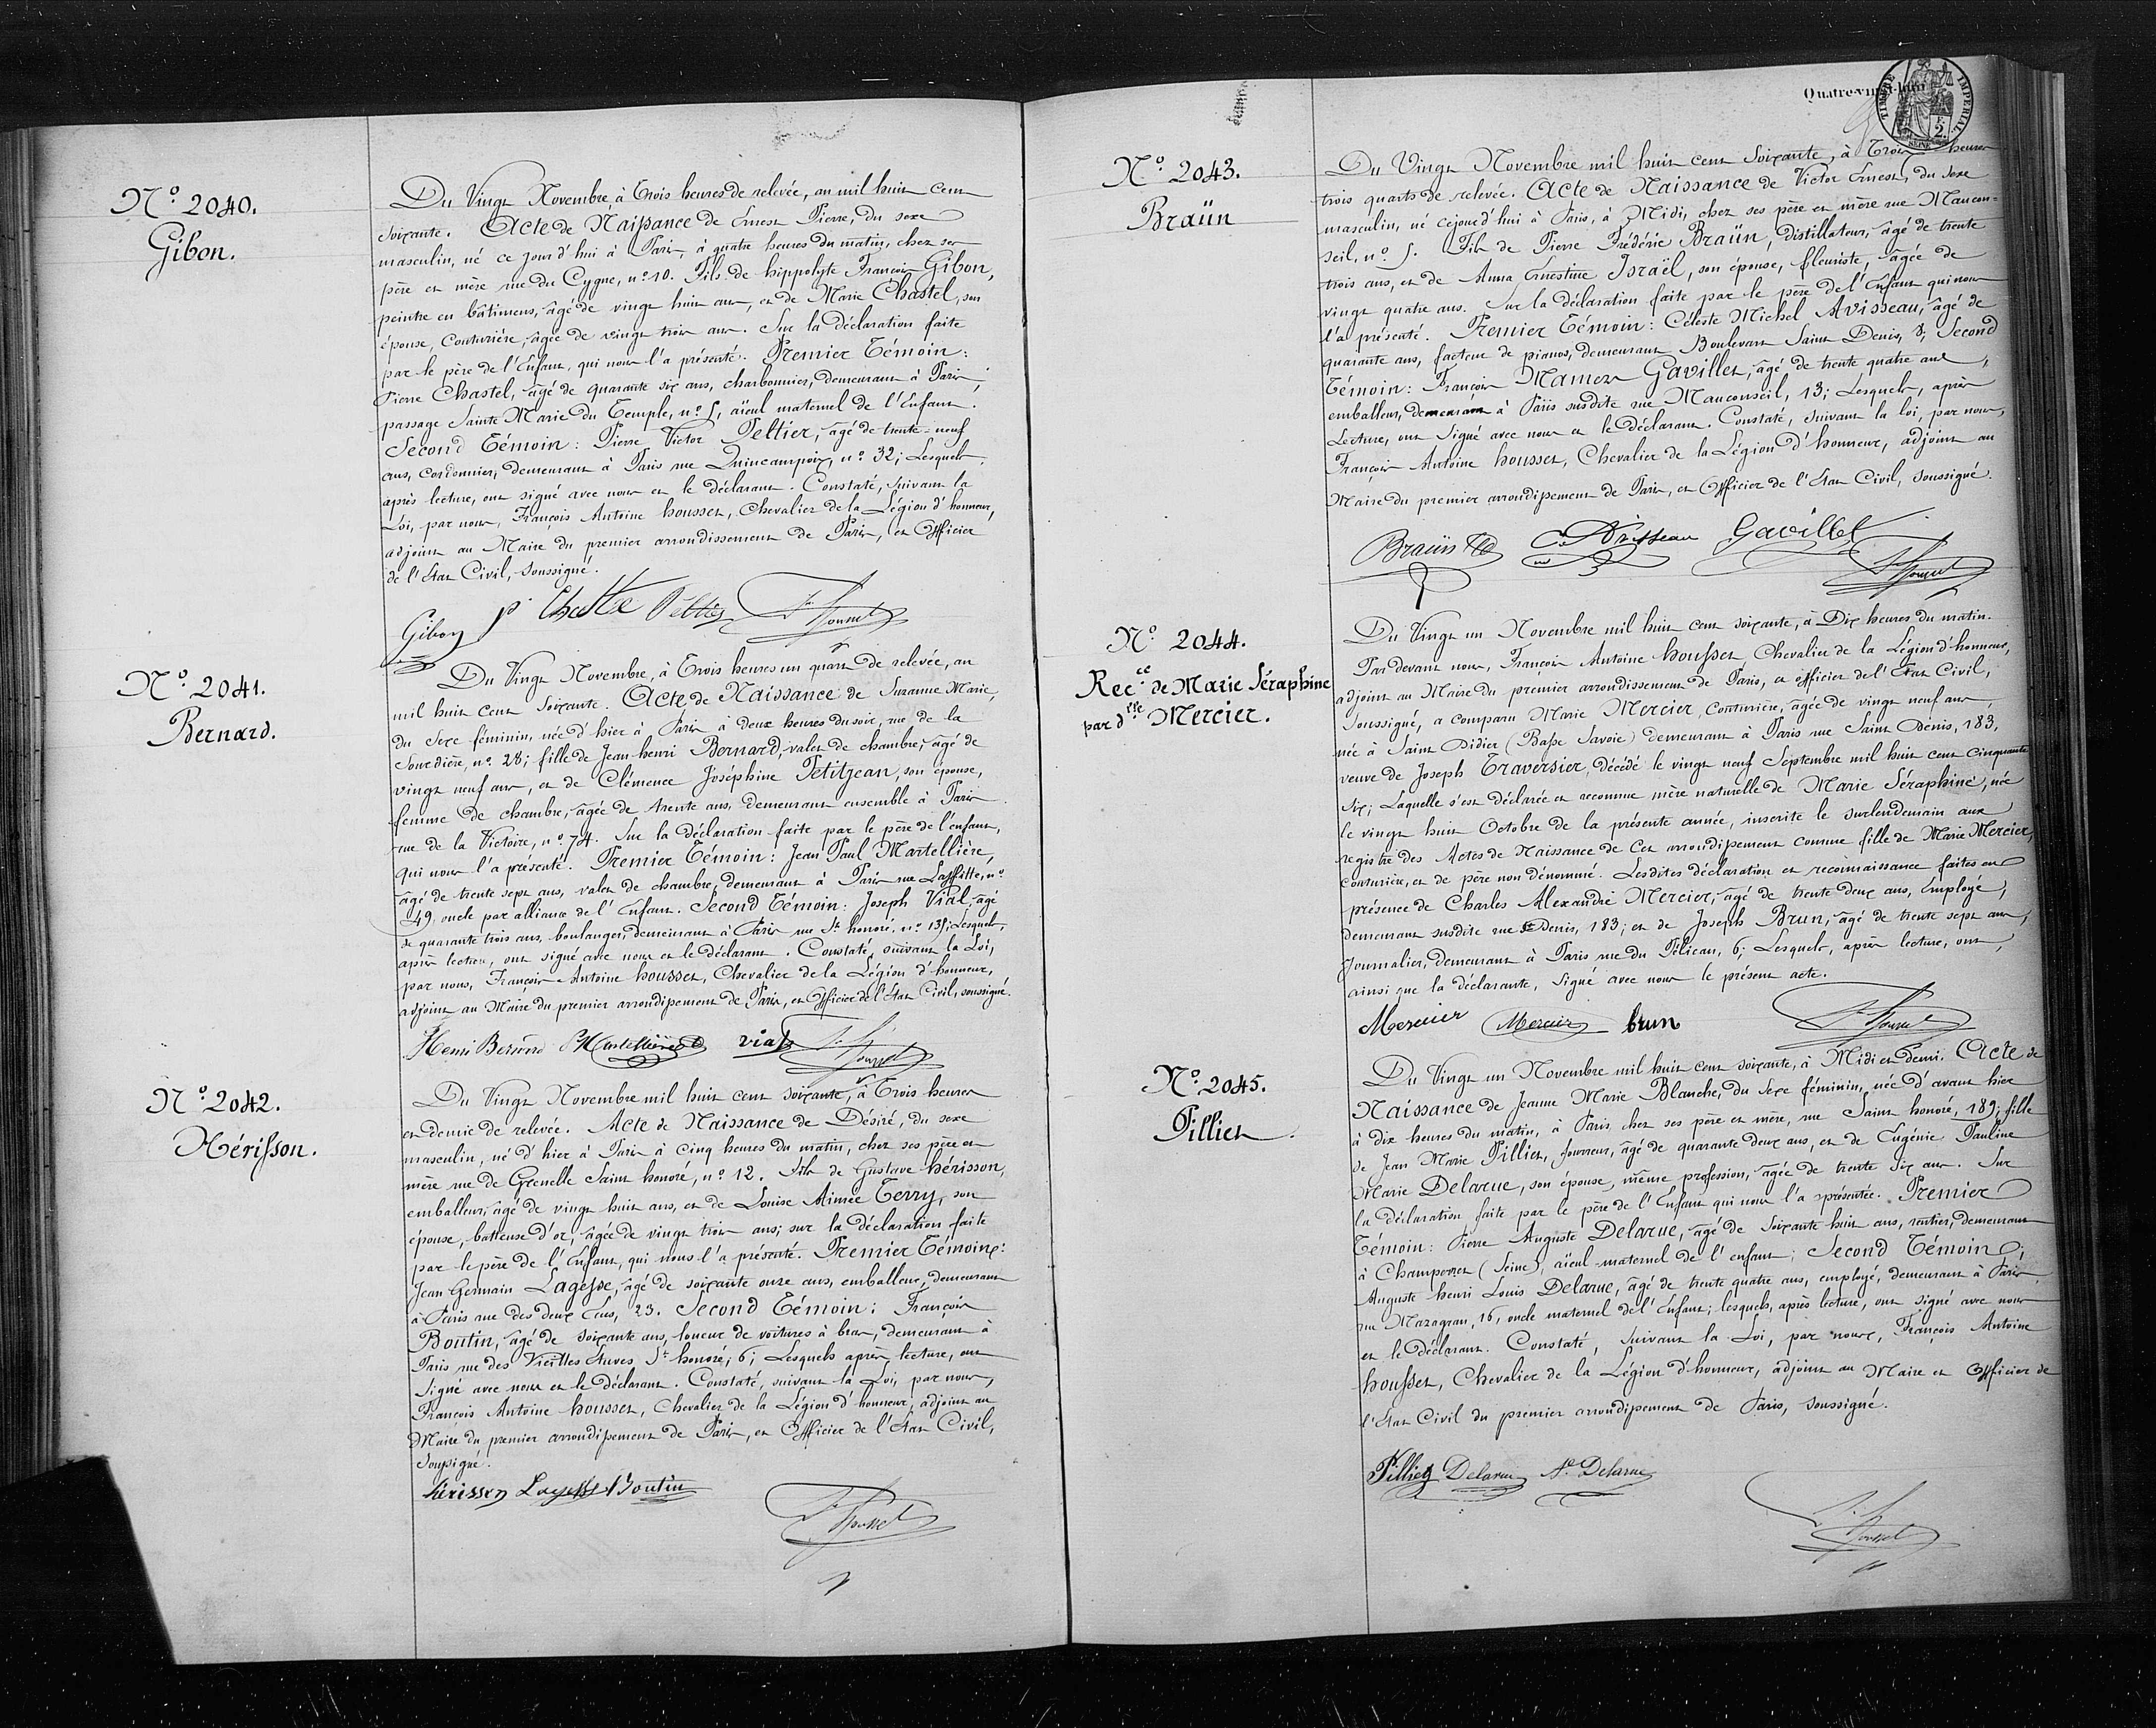 N.o 2040.
Gibon.
Du Vingt Novembre, à Trois heures de relevée, an mil huit cent
soixante. Acte de Naissance de Ernest Pierre, du sexe
masculin, né ce jourd'hui à Paris, à quatre heures du matin, chez ses
père et mère rue du Cygne, n.o 10. Fils de hippolyte François Gibon,
peintre en bâtimens, âgé de vingt huit ans, et de Marie Chastel, son
épouse, Couturière, âgée de vingt trois ans. Sur la déclaration faite
par le père de l'Enfant, qui nous l'a présenté. Premier Témoin:
Pierre Chastel, âgé de quarante six ans, charbonnier, demeurant à Paris,
passage Sainte Marie du Temple, n.o 5, aïeul maternel de l'Enfant.
Second Témoin: Pierre Victor Peltier, âgé de trente-neuf
ans, Cordonnier, demeurant à Paris rue Quincampoix, n.o 32; Lesquels,
après lecture, ont signé avec nous et le déclarant. Constaté, suivant la
Loi, par nous, François Antoine housset, Chevalier de la Légion d'honneur,
adjoint au Maire du premier arrondissement de Paris, et Officier
de l'Etat Civil, soussigné.
Gibon p Chastel Peltier F. Housset
N.o 2041.
Bernard.
Du Vingt Novembre, à Trois heures un quart de relevée, an
mil huit cent soixante. Acte de Naissance de Suzanne Marie,
du sexe féminin, née d'hier à Paris à deux heures du soir, rue de la
Sourdière, n.o 28; fille de Jean henri Bernard, valet de chambre, âgé de
vingt neuf ans, et de Clémence Joséphine Petitjean, son épouse,
femme de chambre, âgée de trente ans, demeurant ensemble à Paris
rue de la Victoire, n.o 74. Sur la déclaration faite par le père de l'enfant,
qui nous l'a présenté. Premier Témoin: Jean Paul Martellière,
âgé de trente sept ans, valet de chambre, demeurant à Paris rue Laffitte, n.o
49, oncle par alliance de l'Enfant. Second Témoin: Joseph Vial, âgé
de quarante trois ans, boulanger, demeurant à Paris rue St. honoré, n.o 135; Lesquels,
après lecture, ont signé avec nous et le déclarant. Constaté, suivant la Loi,
par nous, François-Antoine housset, Chevalier de la Légion d'honneur,
adjoint au Maire du premier arrondissement de Paris, et Officier de l'Etat Civil, soussigné.
Henri Bernard P Martellière vial F. Housset
N.o 2042.
Hérisson.
Du Vingt Novembre mil huit cent soixante, à Trois heures
et demie de relevée. Acte de Naissance de Désiré, du sexe
masculin, né d'hier à Paris à cinq heures du matin, chez ses père et
mère rue de Grenelle Saint honoré, n.o 12. Fils de Gustave hérisson,
emballeur, âgé de vingt huit ans, et de Louise Aimée Terry, son
épouse, batteuse d'or, âgée de vingt trois ans; sur la déclaration faite
par le père de l'Enfant, qui nous l'a présenté. Premier Témoin:
Jean Germain Lagesse, âgé de soixante onze ans, emballeur, demeurant
à Paris rue des deux Ecus, 23. Second Témoin: François
Boutin, âgé de soixante ans, loueur de voitures à bras, demeurant à
Paris rue des Vieilles Etuves St. honoré, 6; Lesquels après lecture, ont
signé avec nous et le déclarant. Constaté, suivant la Loi, par nous,
François Antoine housset, Chevalier de la Légion d'honneur, adjoint au
Maire du premier arrondissement de Paris, et Officier de l'Etat Civil,
soussigné.
hérisson Lagesse Boutin
F. Housset
Quatre-vingt-huit
TIMBRE IMPERIAL
2
SEINE
N.o 2043.
Braün
Du Vingt Novembre mil huit cent soixante, à Trois heures
trois quarts de relevée. Acte de Naissance de Victor Ernest, du sexe
masculin, né cejourd'hui à Paris, à Midi, chez ses père et mère rue Maucon=
seil, n.o 5. Fils de Pierre Frédéric Braün, distillateur, âgé de trente
trois ans, et de Anna Ernestine Israël, son épouse, fleuriste, âgée de
vingt quatre ans. Sur la déclaration faite par le père de l'Enfant qui nous
l'a présenté. Premier Témoin: Céleste Michel Avisseau, âgé de
quarante ans, facteur de pianos, demeurant Boulevart Saint Denis, 8; Second
Témoin: François Mamert Gavillet, âgé de trente quatre ans,
emballeur, demeurant à Paris susdite rue Mauconseil, 13; Lesquels, après
Lecture, ont signé avec nous et le déclarant. Constaté, suivant la loi, par nous,
François Antoine housset, Chevalier de la Légion d'honneur, adjoint au
Maire du premier arrondissement de Paris, et Officier de l'Etat Civil, soussigné.
Braün C. Avisseau Gavillet
F. Housset
N.o 2044.
Rec.ce de Marie Séraphine
par d.lle Mercier.
Du Vingt un Novembre mil huit cent soixante, à Dix heures du matin.
Par devant nous, François Antoine housset, Chevalier de la Légion d'honneur,
adjoint au Maire du premier arrondissement de Paris, et officier de l'Etat Civil,
soussigné, a comparu Marie Mercier, Couturière, âgée de vingt neuf ans,
née à Saint Didier (Basse Savoie) demeurant à Paris rue Saint Denis, 183,
veuve de Joseph Traversier, décédé le vingt neuf Septembre mil huit cent cinquante
six; Laquelle s'est déclarée et reconnue mère naturelle de Marie Séraphine, née
le vingt huit Octobre de la présente année, inscrite le surlendemain aux
registre des Actes de Naissance de cet arrondissement comme fille de Marie Mercier,
couturière, et de père non dénommé. Lesdites déclaration et reconnaissance faites en
présence de Charles Alexandre Mercier, âgé de trente deux ans, Employé,
demeurant susdite rue St Denis, 183; et de Joseph Brun, âgé de trente sept ans,
Journalier, demeurant à Paris rue du Pélican, 6; Lesquels, après lecture, ont,
ainsi que la déclarante, signé avec nous le présent acte.
Mercier Mercier brun F. Housset
N.o 2045.
Pilliet.
Du Vingt un Novembre mil huit cent soixante, à Midi et demi. Acte de
Naissance de Jeanne Marie Blanche, du sexe féminin, née d'avant hier
à dix heures du matin, à Paris, chez ses père et mère, rue Saint honoré, 189; fille
de Jean Marie Pilliet, fourreur, âgé de quarante deux ans, et de Eugénie Pauline
Marie Delarue, son épouse, même profession, âgée de trente six ans. Sur
la déclaration faite par le père de l'Enfant qui nous l'a présentée. Premier
Témoin: Pierre Auguste Delarue, âgé de soixante huit ans, rentier, demeurant
à Champerret (Seine), aïeul maternel de l'enfant; Second Témoin,
Auguste henri Louis Delarue, âgé de trente quatre ans, employé, demeurant à Paris,
rue Mazagran, 16, oncle maternel de l'Enfant; lesquels, après lecture, ont signé avec nous
et le déclarant. Constaté, suivant la Loi, par nous, François Antoine
housset, Chevalier de la Légion d'honneur, adjoint au Maire et Officier de
l'Etat Civil du premier arrondissement de Paris, soussigné.
Pilliet Delarue A.te Delarue
F. Housset